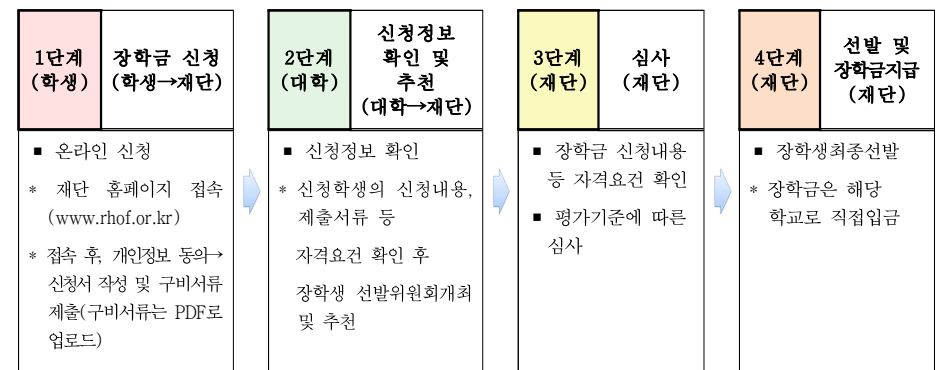 1단계
(학생)
장학금 신청
(학생→재단)
■ 온라인 신청
* 재단 홈페이지 접속
(www.rhof.or.kr)
* 접속 후, 개인정보 동의→
신청서 작성 및 구비서류
제출(구비서류는 PDF로
업로드)
2단계
(대학)
신청정보
확인 및
추천
(대학→재단)
■ 신청정보 확인
* 신청학생의 신청내용,
제출서류 등
자격요건 확인 후
장학생 선발위원회개최
및 추천
3단계
(재단)
심사
(재단)
■ 장학금 신청내용
등 자격요건 확인
■ 평가기준에 따른
심사
4단계
(재단)
선발 및
장학금지급
(재단)
■ 장학생최종선발
* 장학금은 해당
학교로 직접입금